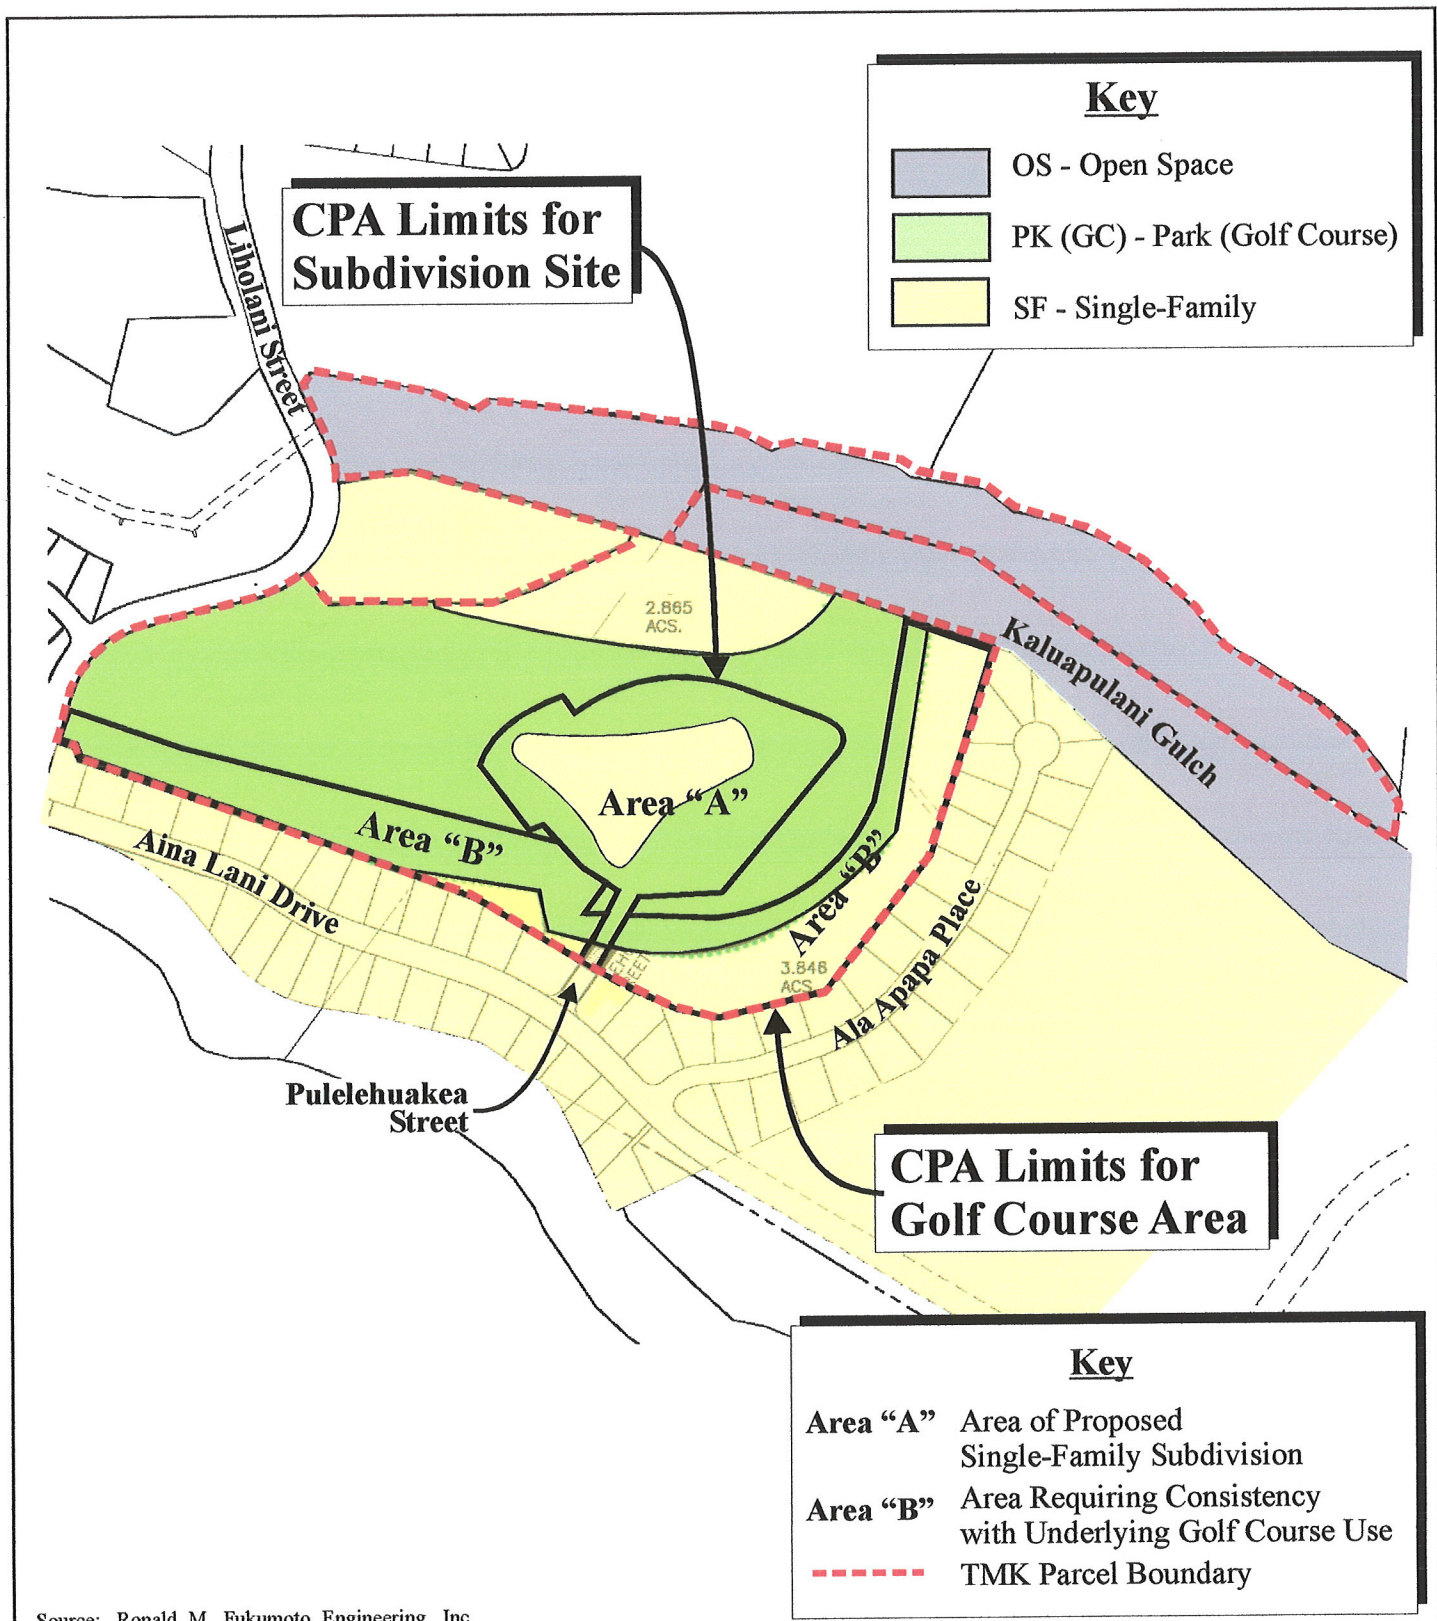 Key
OS - Open Space
PK (GC) - Park (Golf Course)
SF - Single-Family
CPA Limits for
Subdivision Site
Liholani Street
2.865
ACS.
Kaluapulani Gulch
Area “A”
Area “B”
Aina Lani Drive
Area “B”
3.846
ACS.
Ala Apapa Place
Pulelehuakea
Street
CPA Limits for
Golf Course Area
Key
Area “A” Area of Proposed
Single-Family Subdivision
Area “B” Area Requiring Consistency
with Underlying Golf Course Use
TMK Parcel Boundary
Source: Ronald M. Fukumoto Engineering, Inc.